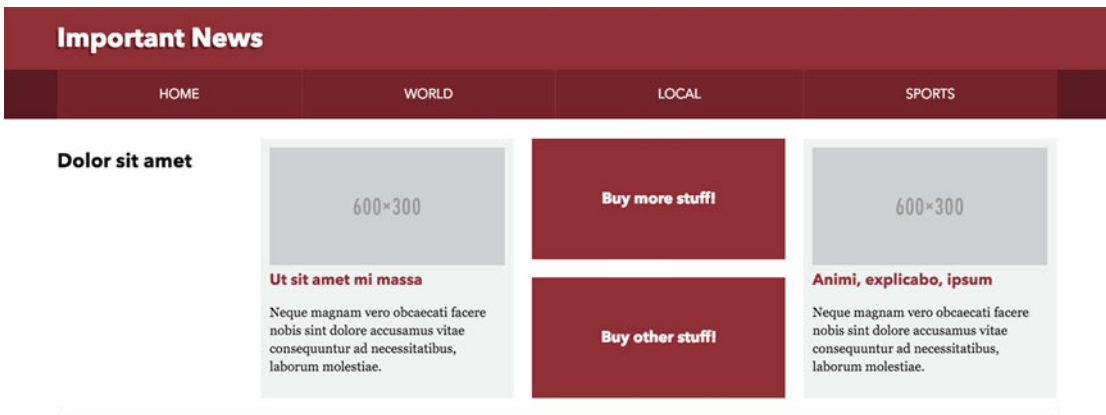 Important News
HOME WORLD LOCAL SPORTS
Dolor sit amet
600×300
Ut sit amet mi massa
Neque magnam vero obcaecati facere
nobis sint dolore accusamus vitae
consequuntur ad necessitatibus,
laborum molestiae.
Buy more stuff!
Buy other stuff!
600×300
Animi, explicabo, ipsum
Neque magnam vero obcaecati facere
nobis sint dolore accusamus vitae
consequuntur ad necessitatibus,
laborum molestiae.